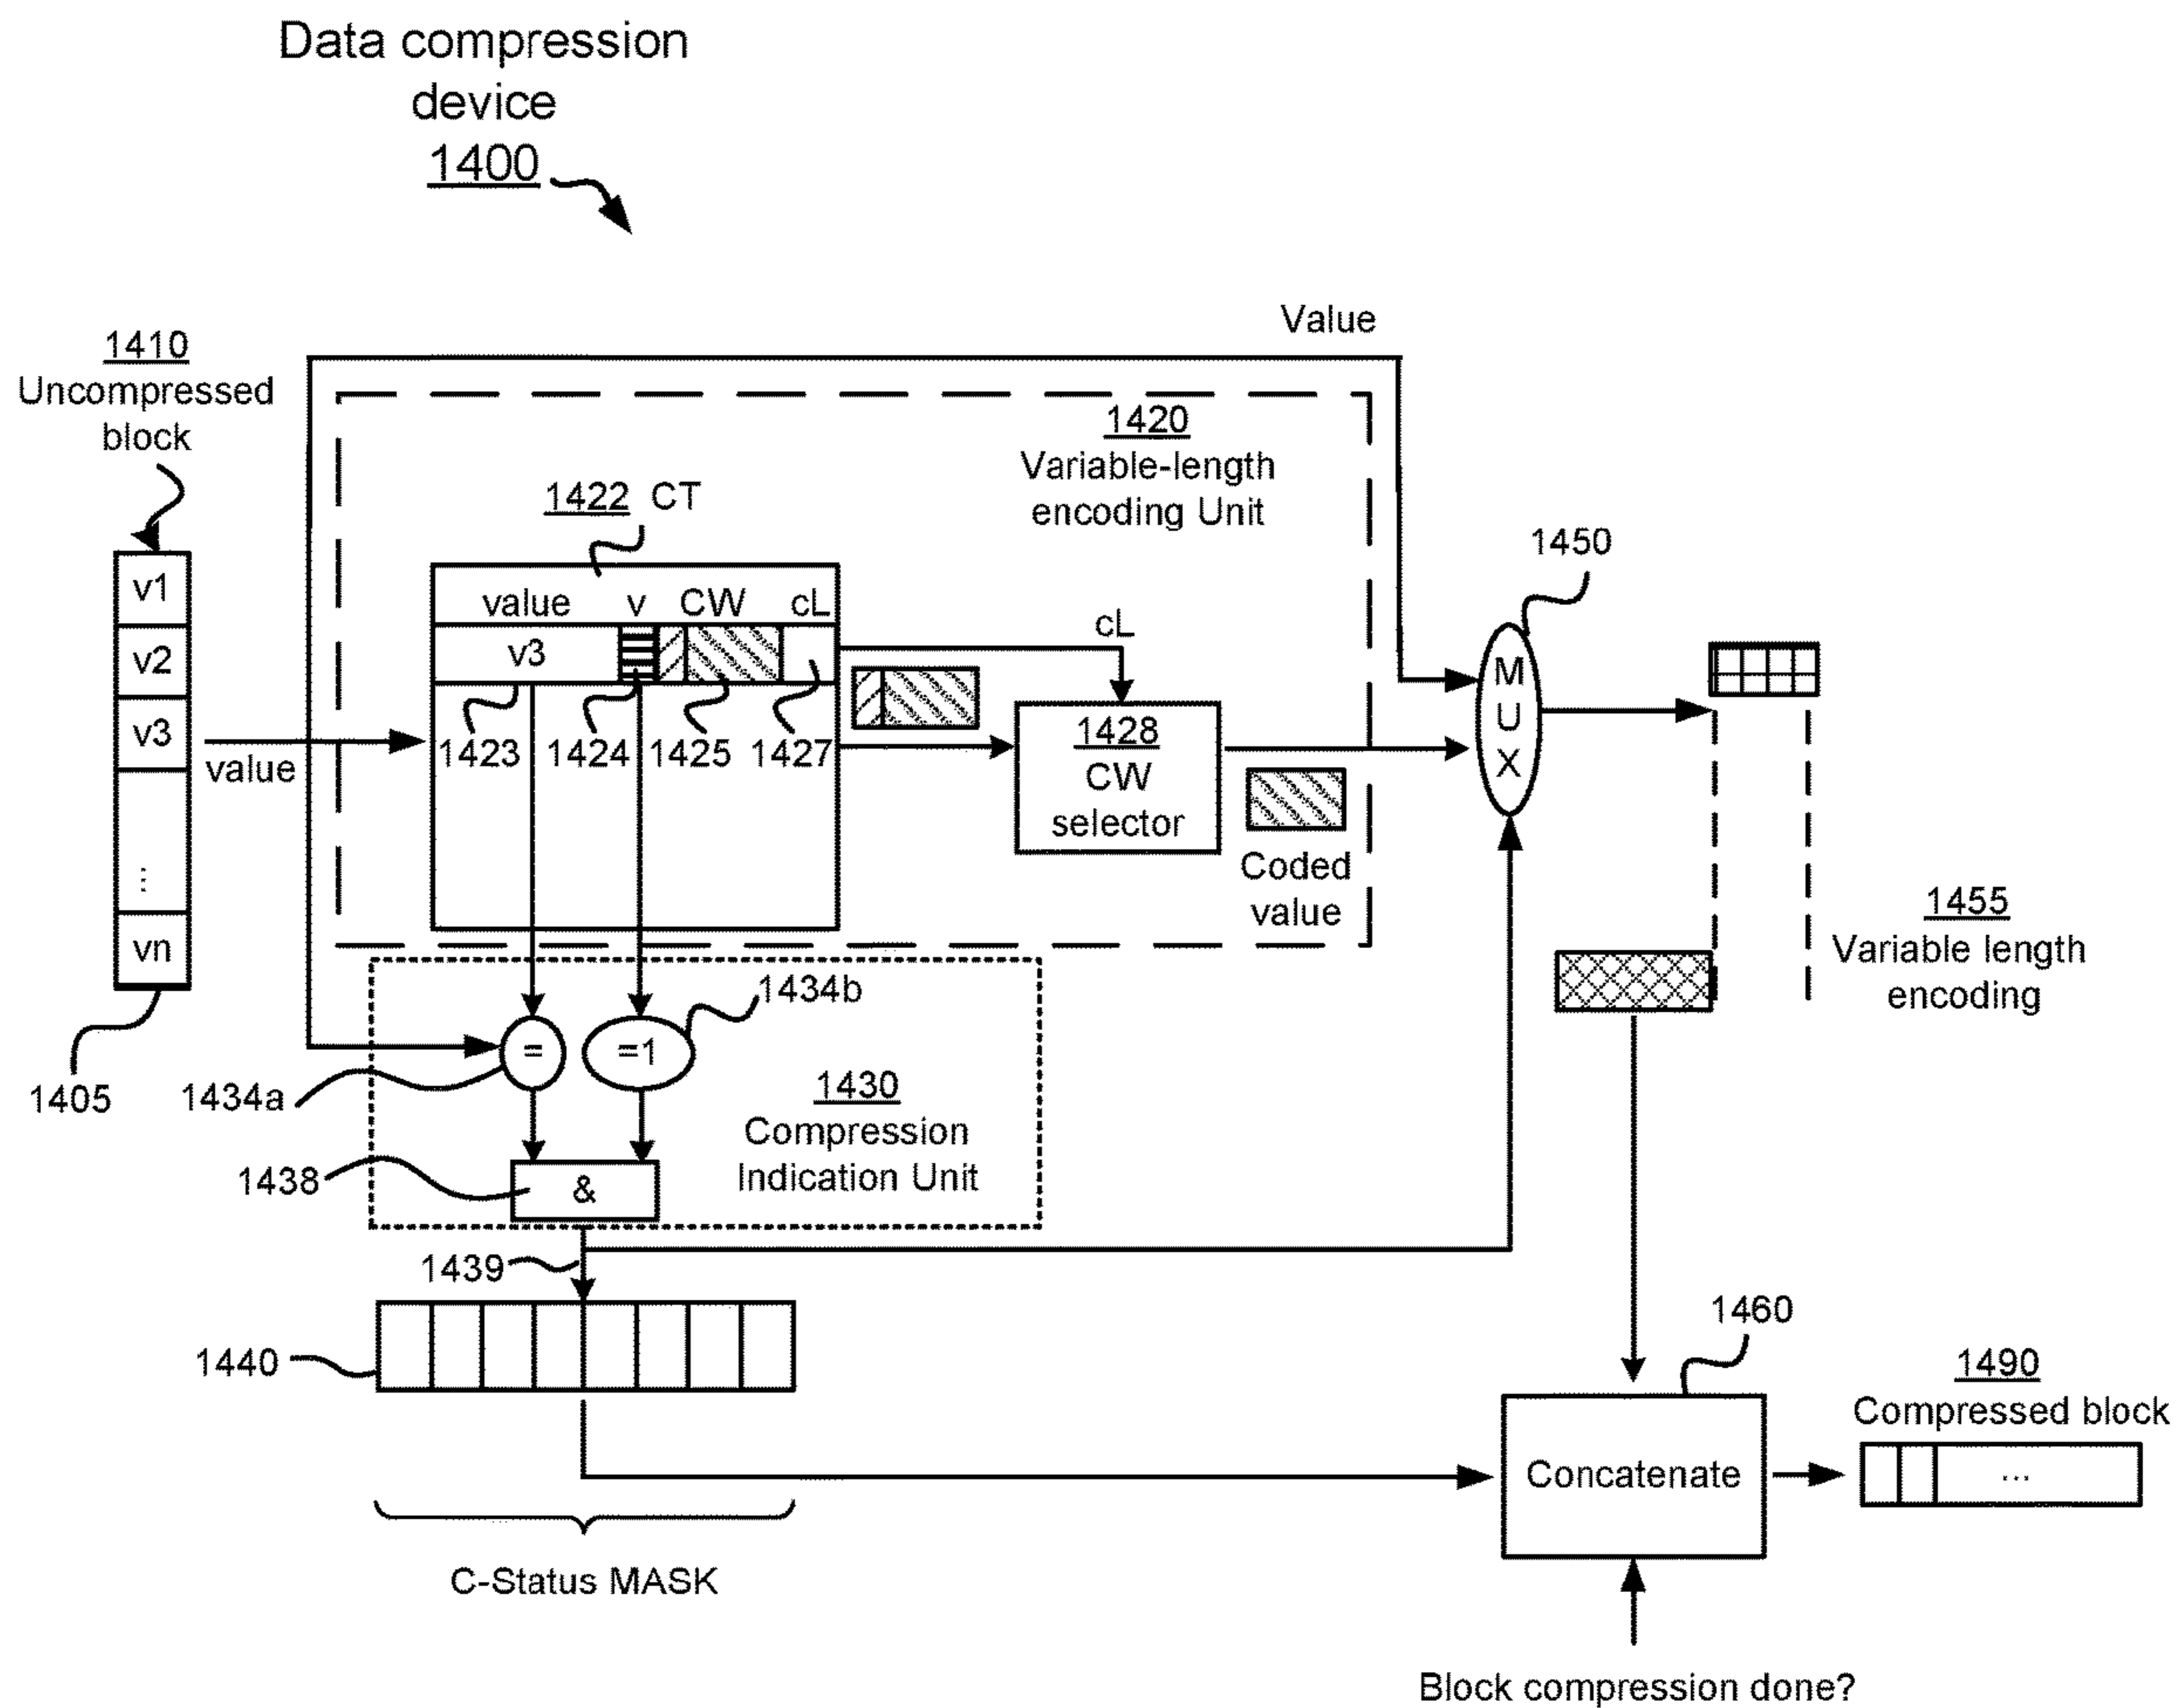 Data compression
device
1400
Value
1410
Uncompressed
block
1420
Variable-length
encoding Unit
1422 CT
1450
v1
v2
v3
...
vn
value v CW cL
v3
cL
M
U
X
value
1423
1424
1425
1427
1428
CW
selector
Coded
value
1455
Variable length
encoding
1405
1434a
=
=1
1434b
1430
Compression
Indication Unit
1438
&
1439
1440
1460
1490
Compressed block
Concatenate
...
C-Status MASK
Block compression done?